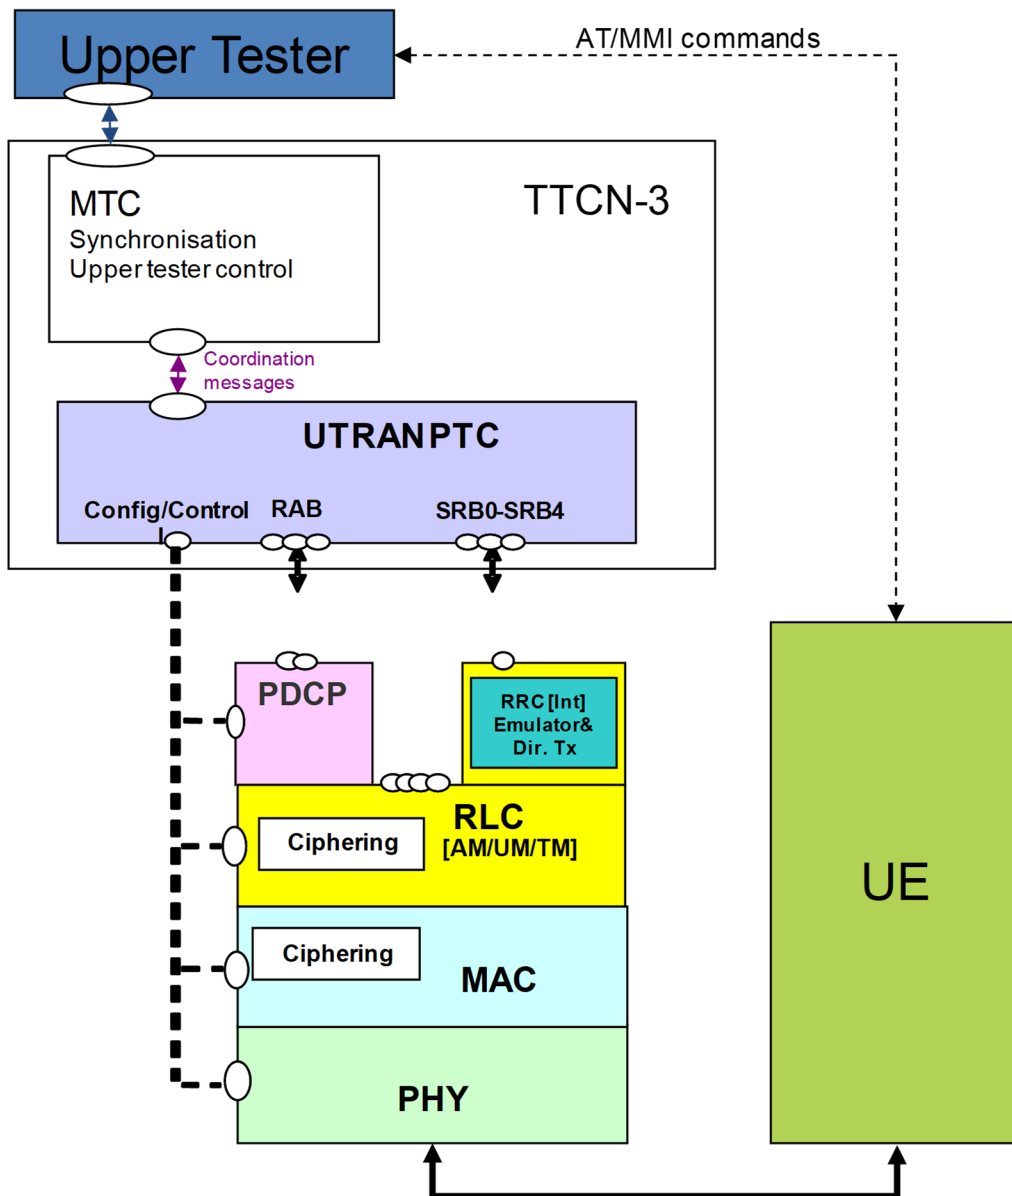 Upper Tester
AT/MMI commands
TTCN-3
MTC
Synchronisation
Upper tester control
Coordination
messages
UTRAN PTC
Config/Control
RAB
SRB0-SRB4
l
PDCP
RRC [Int]
Emulator&
Dir. Tx
RLC
[AM/UM/TM]
Ciphering
Ciphering
MAC
UE
PHY